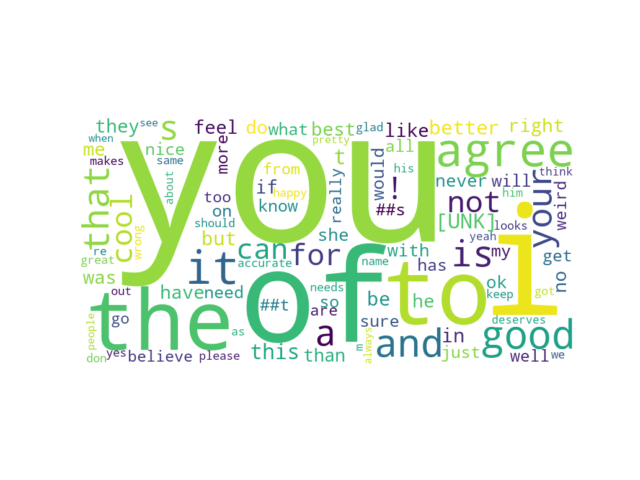 they see s feel do what best glad like better right
when me nice more pretty t all agree
makes same you from his would never will think
that cool about too if really ! not [UNK] your weird
on happy ##s him
should know looks
re wrong but she yeah i
great was it can for with has is my get no
accurate name ok
out have need ##t of to keep got
the so are needs be he deserves
go as a sure and in good
people yes believe please this than m always just well we
don